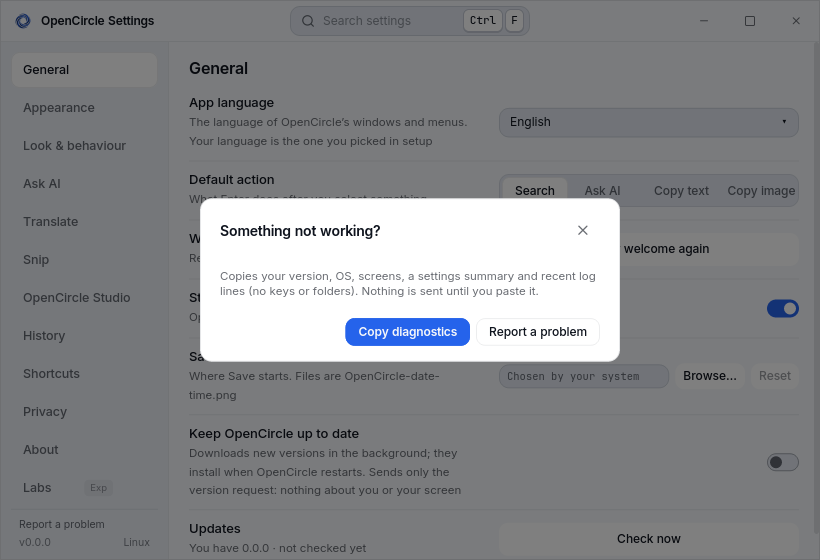 OpenCircle Settings
Search settings
Ctrl F
General
Appearance
Look & behaviour
Ask AI
Translate
Snip
OpenCircle Studio
History
Shortcuts
Privacy
About
Labs Exp
Report a problem
v0.0.0 Linux
General
App language
The language of OpenCircle's windows and menus.
Your language is the one you picked in setup
English
Default action
Search Ask AI Copy text Copy image
welcome again
Something not working?
Copies your version, OS, screens, a settings summary and recent log
lines (no keys or folders). Nothing is sent until you paste it.
Copy diagnostics Report a problem
Where Save starts. Files are OpenCircle-date-
time.png
Chosen by your system Browse... Reset
Keep OpenCircle up to date
Downloads new versions in the background; they
install when OpenCircle restarts. Sends only the
version request: nothing about you or your screen
Updates
You have 0.0.0 · not checked yet
Check now